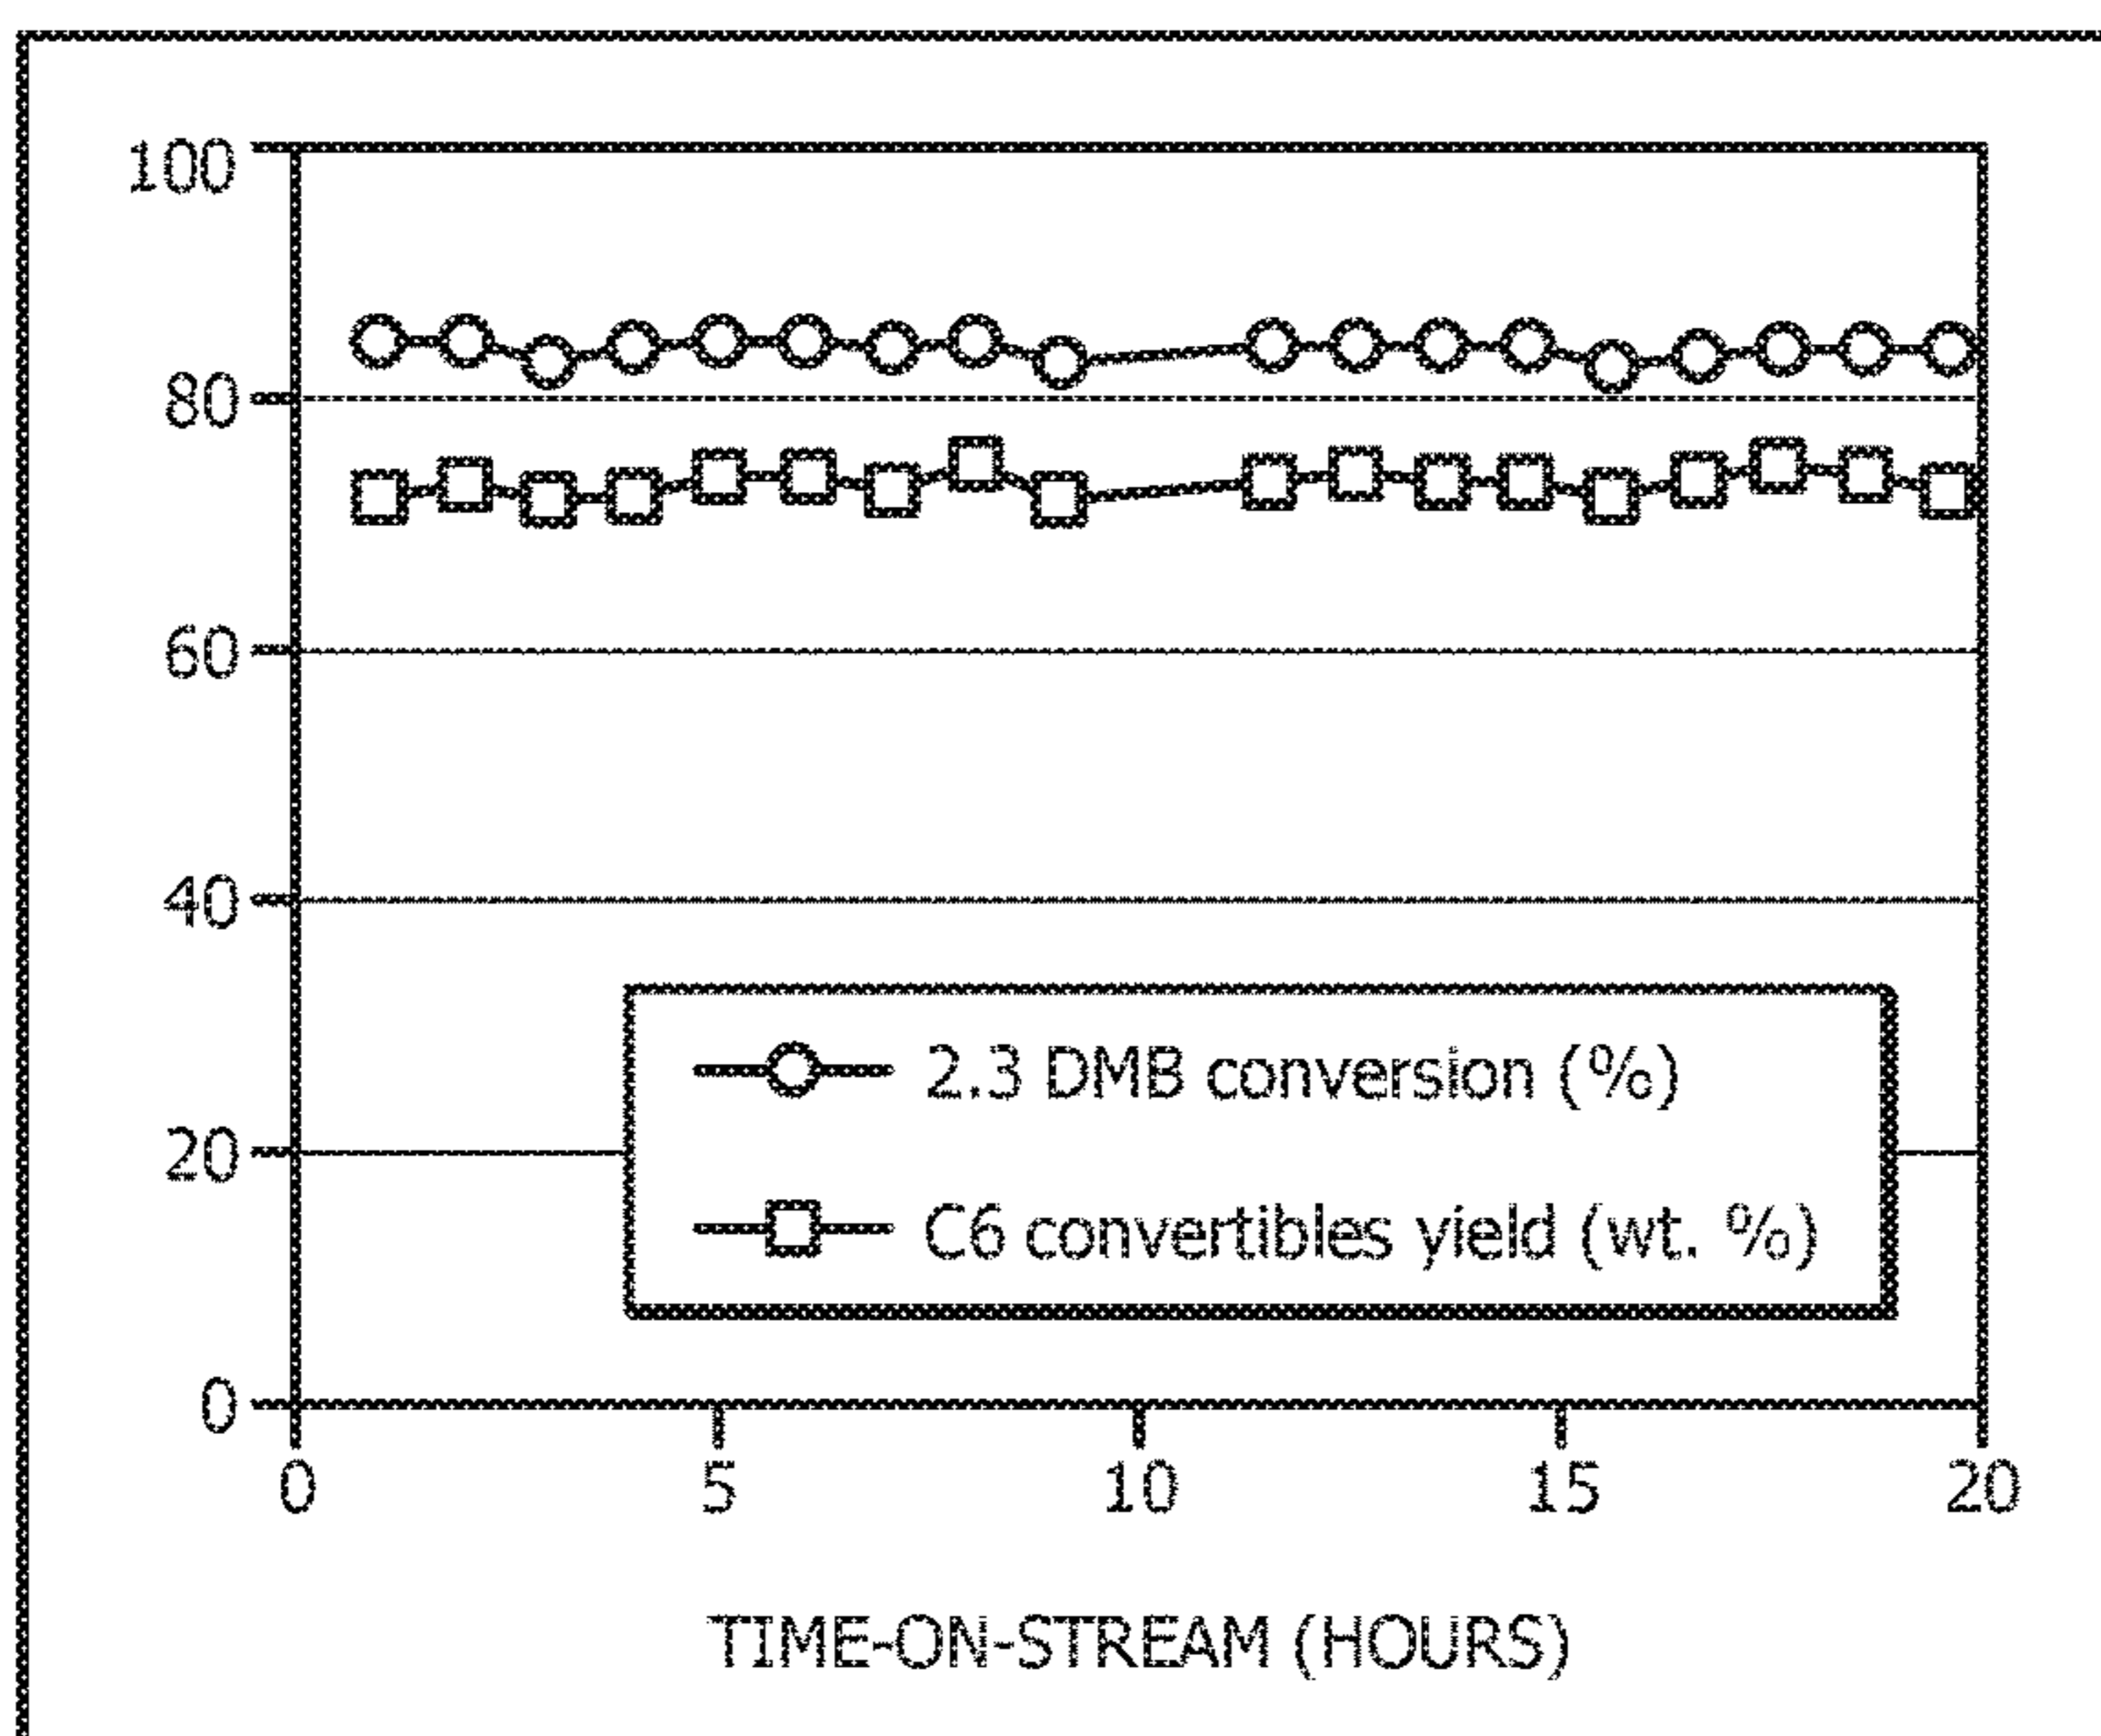 100
80
60
40
20
0
2.3 DMB conversion (%)
C6 convertibles yield (wt. %)
0 5 10 15 20
TIME-ON-STREAM (HOURS)